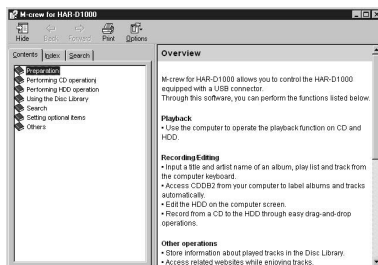 M-crew for HAR-D1000
Hide Back Forward Print Options
Contents Index Search
Preparation
Performing CD operationj
Performing HDD operation
Using the Disc Library
Search
Setting optional items
Others
Overview
M-crew for HAR-D1000 allows you to control the HAR-D1000
equipped with a USB connector.
Through this software, you can perform the functions listed below.
Playback
• Use the computer to operate the playback function on CD and
HDD.
Recording/Editing
• Input a title and artist name of an album, play list and track from
the computer keyboard.
• Access CDDB2 from your computer to label albums and tracks
automatically.
• Edit the HDD on the computer screen.
• Record from a CD to the HDD through easy drag-and-drop
operations.
Other operations
• Store information about played tracks in the Disc Library.
• Access related websites while enjoying tracks.